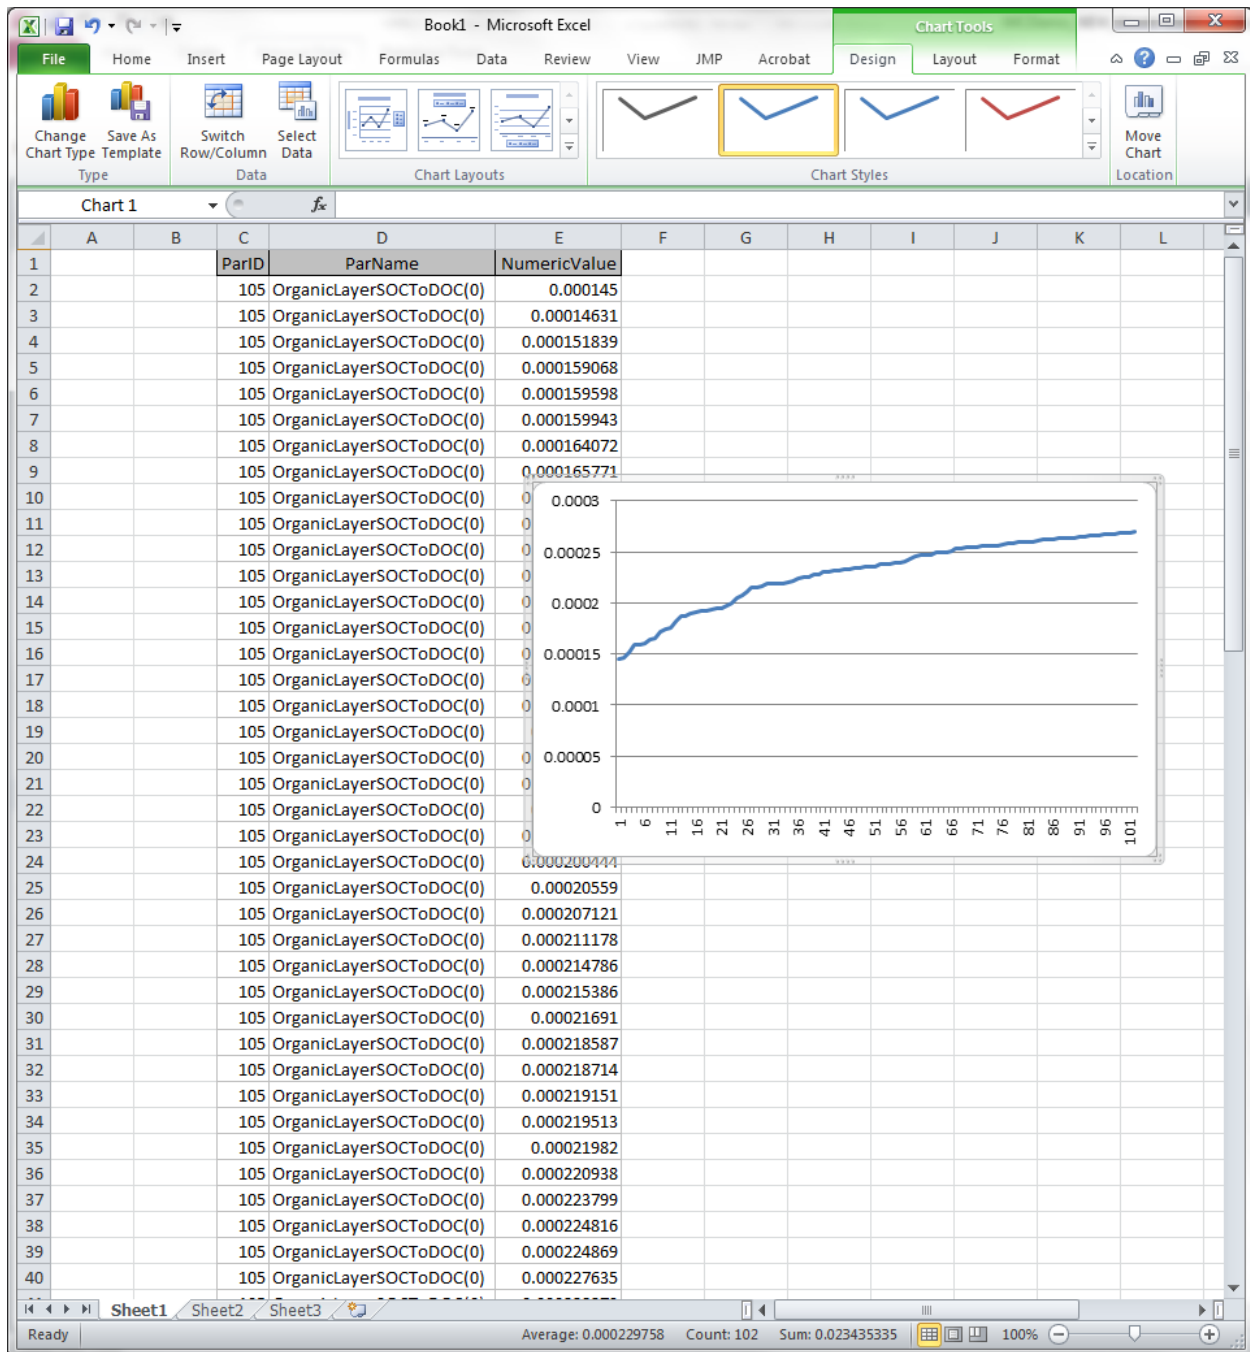 Book1 - Microsoft Excel
Chart Tools
File Home Insert Page Layout Formulas Data Review View JMP Acrobat Design Layout Format
Change Chart Type
Save As Template
Switch Row/Column
Select Data
Move Chart
Type Data Chart Layouts Chart Styles Location
Chart 1 fx
A B C D E F G H I J K L
1 ParID ParName NumericValue
2 105 OrganicLayerSOCToDOC(0) 0.000145
3 105 OrganicLayerSOCToDOC(0) 0.00014631
4 105 OrganicLayerSOCToDOC(0) 0.000151839
5 105 OrganicLayerSOCToDOC(0) 0.000159068
6 105 OrganicLayerSOCToDOC(0) 0.000159598
7 105 OrganicLayerSOCToDOC(0) 0.000159943
8 105 OrganicLayerSOCToDOC(0) 0.000164072
9 105 OrganicLayerSOCToDOC(0) 0.000165771
10 105 OrganicLayerSOCToDOC(0)
11 105 OrganicLayerSOCToDOC(0)
12 105 OrganicLayerSOCToDOC(0)
13 105 OrganicLayerSOCToDOC(0)
14 105 OrganicLayerSOCToDOC(0)
15 105 OrganicLayerSOCToDOC(0)
16 105 OrganicLayerSOCToDOC(0)
17 105 OrganicLayerSOCToDOC(0)
18 105 OrganicLayerSOCToDOC(0)
19 105 OrganicLayerSOCToDOC(0)
20 105 OrganicLayerSOCToDOC(0)
21 105 OrganicLayerSOCToDOC(0)
22 105 OrganicLayerSOCToDOC(0)
23 105 OrganicLayerSOCToDOC(0)
24 105 OrganicLayerSOCToDOC(0) 0.000200444
25 105 OrganicLayerSOCToDOC(0) 0.00020559
26 105 OrganicLayerSOCToDOC(0) 0.000207121
27 105 OrganicLayerSOCToDOC(0) 0.000211178
28 105 OrganicLayerSOCToDOC(0) 0.000214786
29 105 OrganicLayerSOCToDOC(0) 0.000215386
30 105 OrganicLayerSOCToDOC(0) 0.00021691
31 105 OrganicLayerSOCToDOC(0) 0.000218587
32 105 OrganicLayerSOCToDOC(0) 0.000218714
33 105 OrganicLayerSOCToDOC(0) 0.000219151
34 105 OrganicLayerSOCToDOC(0) 0.000219513
35 105 OrganicLayerSOCToDOC(0) 0.00021982
36 105 OrganicLayerSOCToDOC(0) 0.000220938
37 105 OrganicLayerSOCToDOC(0) 0.000223799
38 105 OrganicLayerSOCToDOC(0) 0.000224816
39 105 OrganicLayerSOCToDOC(0) 0.000224869
40 105 OrganicLayerSOCToDOC(0) 0.000227635
0.0003
0.00025
0.0002
0.00015
0.0001
0.00005
0
1 6 11 16 21 26 31 36 41 46 51 56 61 66 71 76 81 86 91 96 101
Sheet1 Sheet2 Sheet3
Ready Average: 0.000229758 Count: 102 Sum: 0.023435335 100%